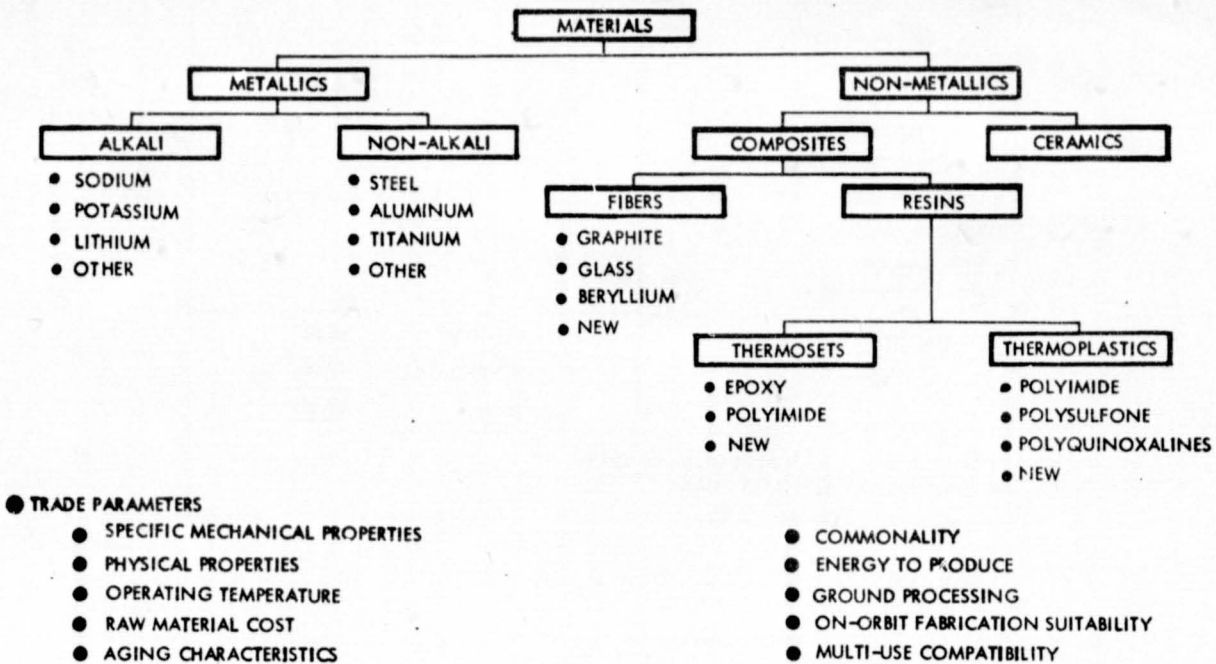 MATERIALS
METALLICS
NON-METALLICS
ALKALI
NON-ALKALI
COMPOSITES
CERAMICS
● SODIUM
● POTASSIUM
● LITHIUM
● OTHER
● STEEL
● ALUMINUM
● TITANIUM
● OTHER
FIBERS
RESINS
● GRAPHITE
● GLASS
● BERYLLIUM
● NEW
THERMOSETS
THERMOPLASTICS
● EPOXY
● POLYIMIDE
● NEW
● POLYIMIDE
● POLYSULFONE
● POLYQUINOXALINES
● NEW
● TRADE PARAMETERS
● SPECIFIC MECHANICAL PROPERTIES
● PHYSICAL PROPERTIES
● OPERATING TEMPERATURE
● RAW MATERIAL COST
● AGING CHARACTERISTICS
● COMMONALITY
● ENERGY TO PRODUCE
● GROUND PROCESSING
● ON-ORBIT FABRICATION SUITABILITY
● MULTI-USE COMPATIBILITY